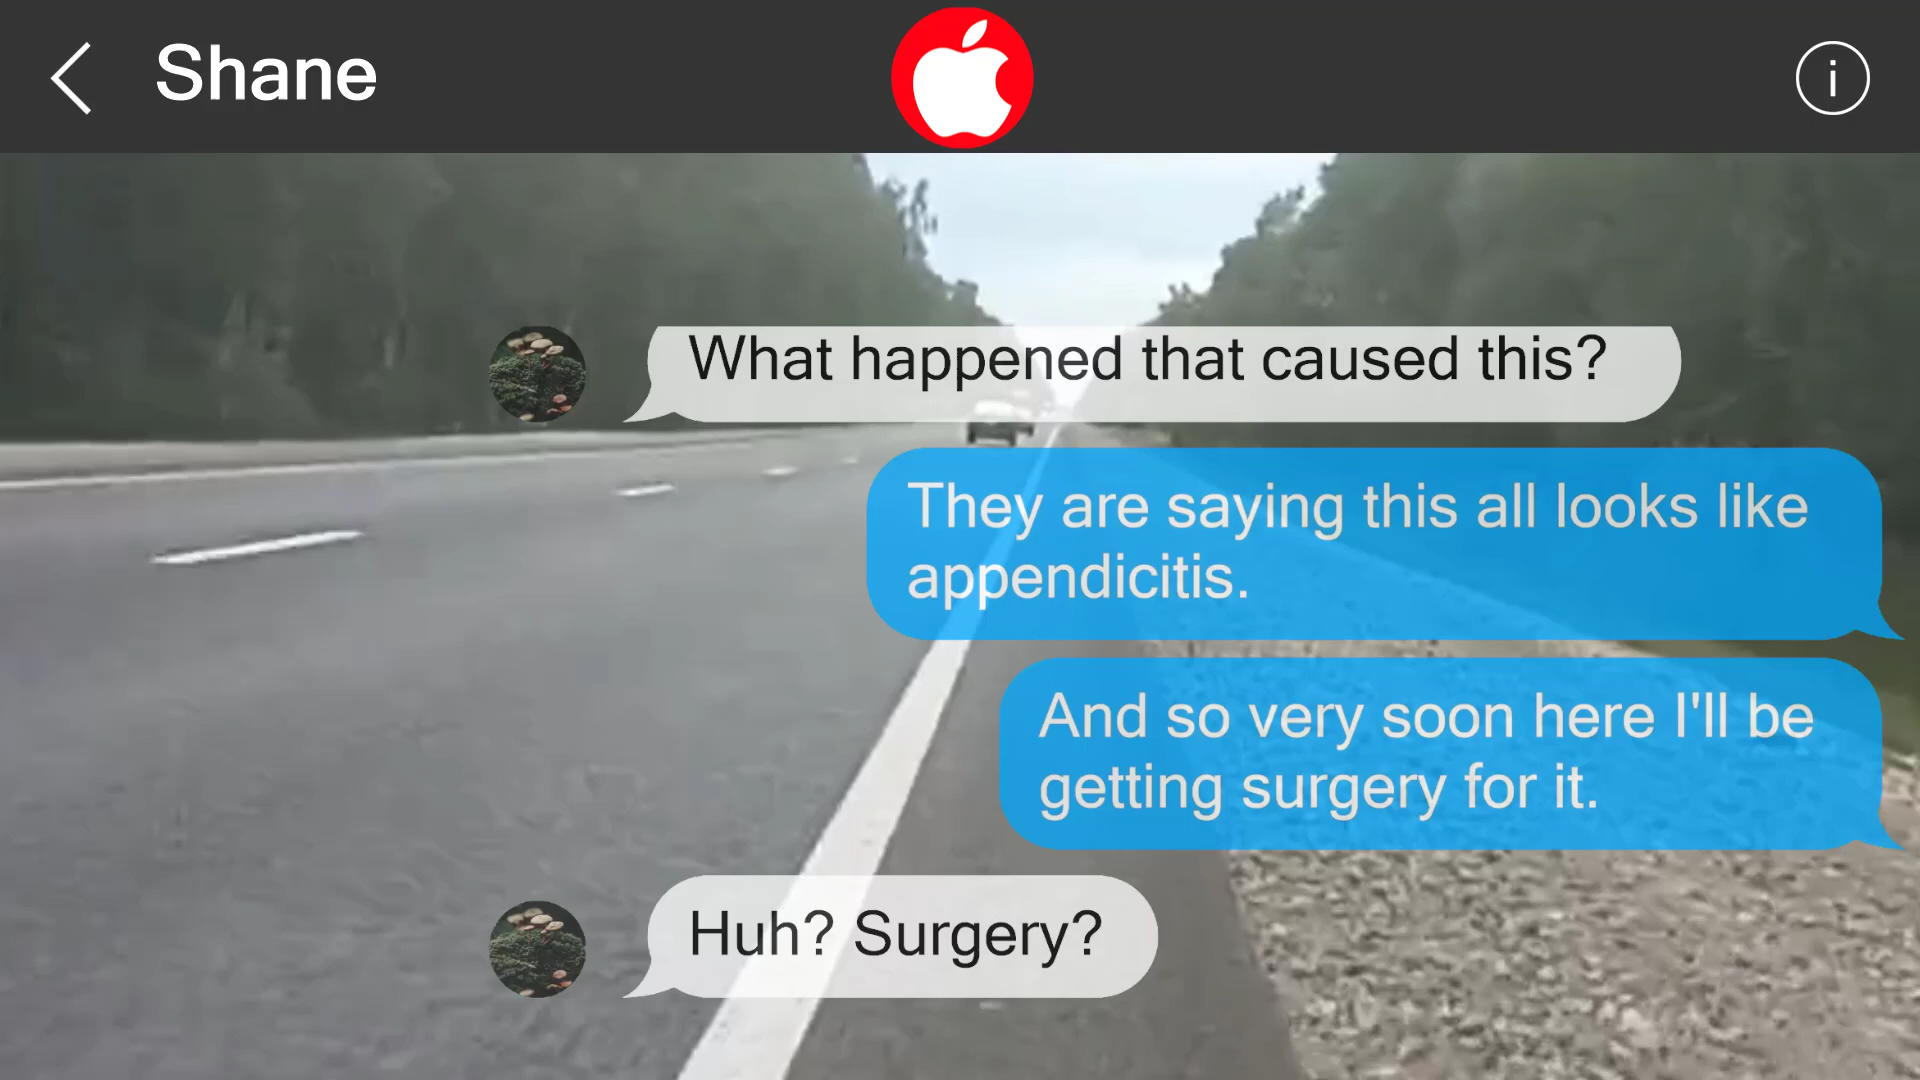 Shane
What happened that caused this?
They are saying this all looks like
appendicitis.
And so very soon here I'll be
getting surgery for it.
Huh? Surgery?